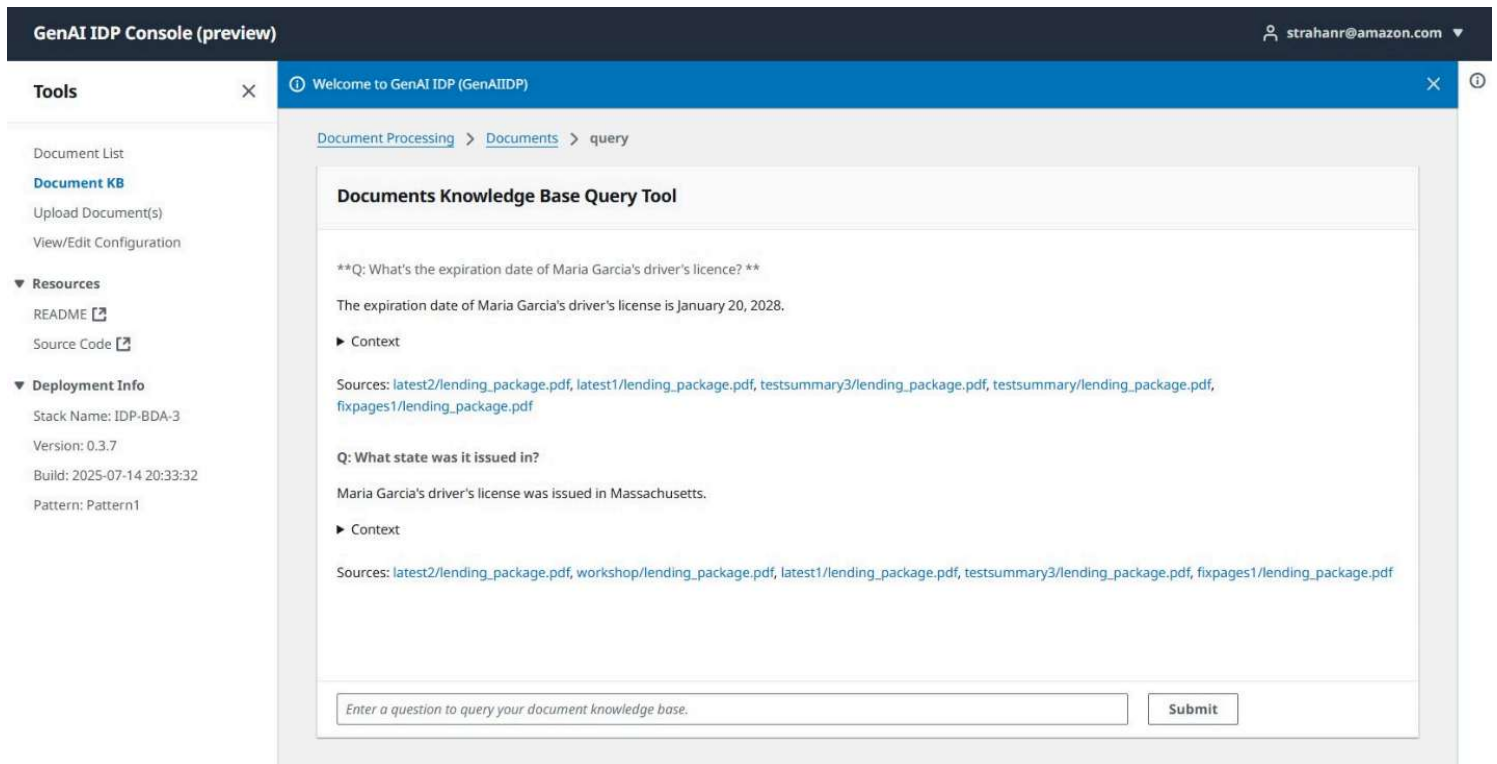 GenAI IDP Console (preview)
strahanr@amazon.com
Tools
Welcome to GenAI IDP (GenAIIDP)
Document List
Document KB
Upload Document(s)
View/Edit Configuration
Resources
README
Source Code
Deployment Info
Stack Name: IDP-BDA-3
Version: 0.3.7
Build: 2025-07-14 20:33:32
Pattern: Pattern1
Document Processing > Documents > query
Documents Knowledge Base Query Tool
**Q: What's the expiration date of Maria Garcia's driver's licence? **
The expiration date of Maria Garcia's driver's license is January 20, 2028.
Context
Sources: latest2/lending_package.pdf, latest1/lending_package.pdf, testsummary3/lending_package.pdf, testsummary/lending_package.pdf,
fixpages1/lending_package.pdf
Q: What state was it issued in?
Maria Garcia's driver's license was issued in Massachusetts.
Context
Sources: latest2/lending_package.pdf, workshop/lending_package.pdf, latest1/lending_package.pdf, testsummary3/lending_package.pdf, fixpages1/lending_package.pdf
Enter a question to query your document knowledge base.
Submit